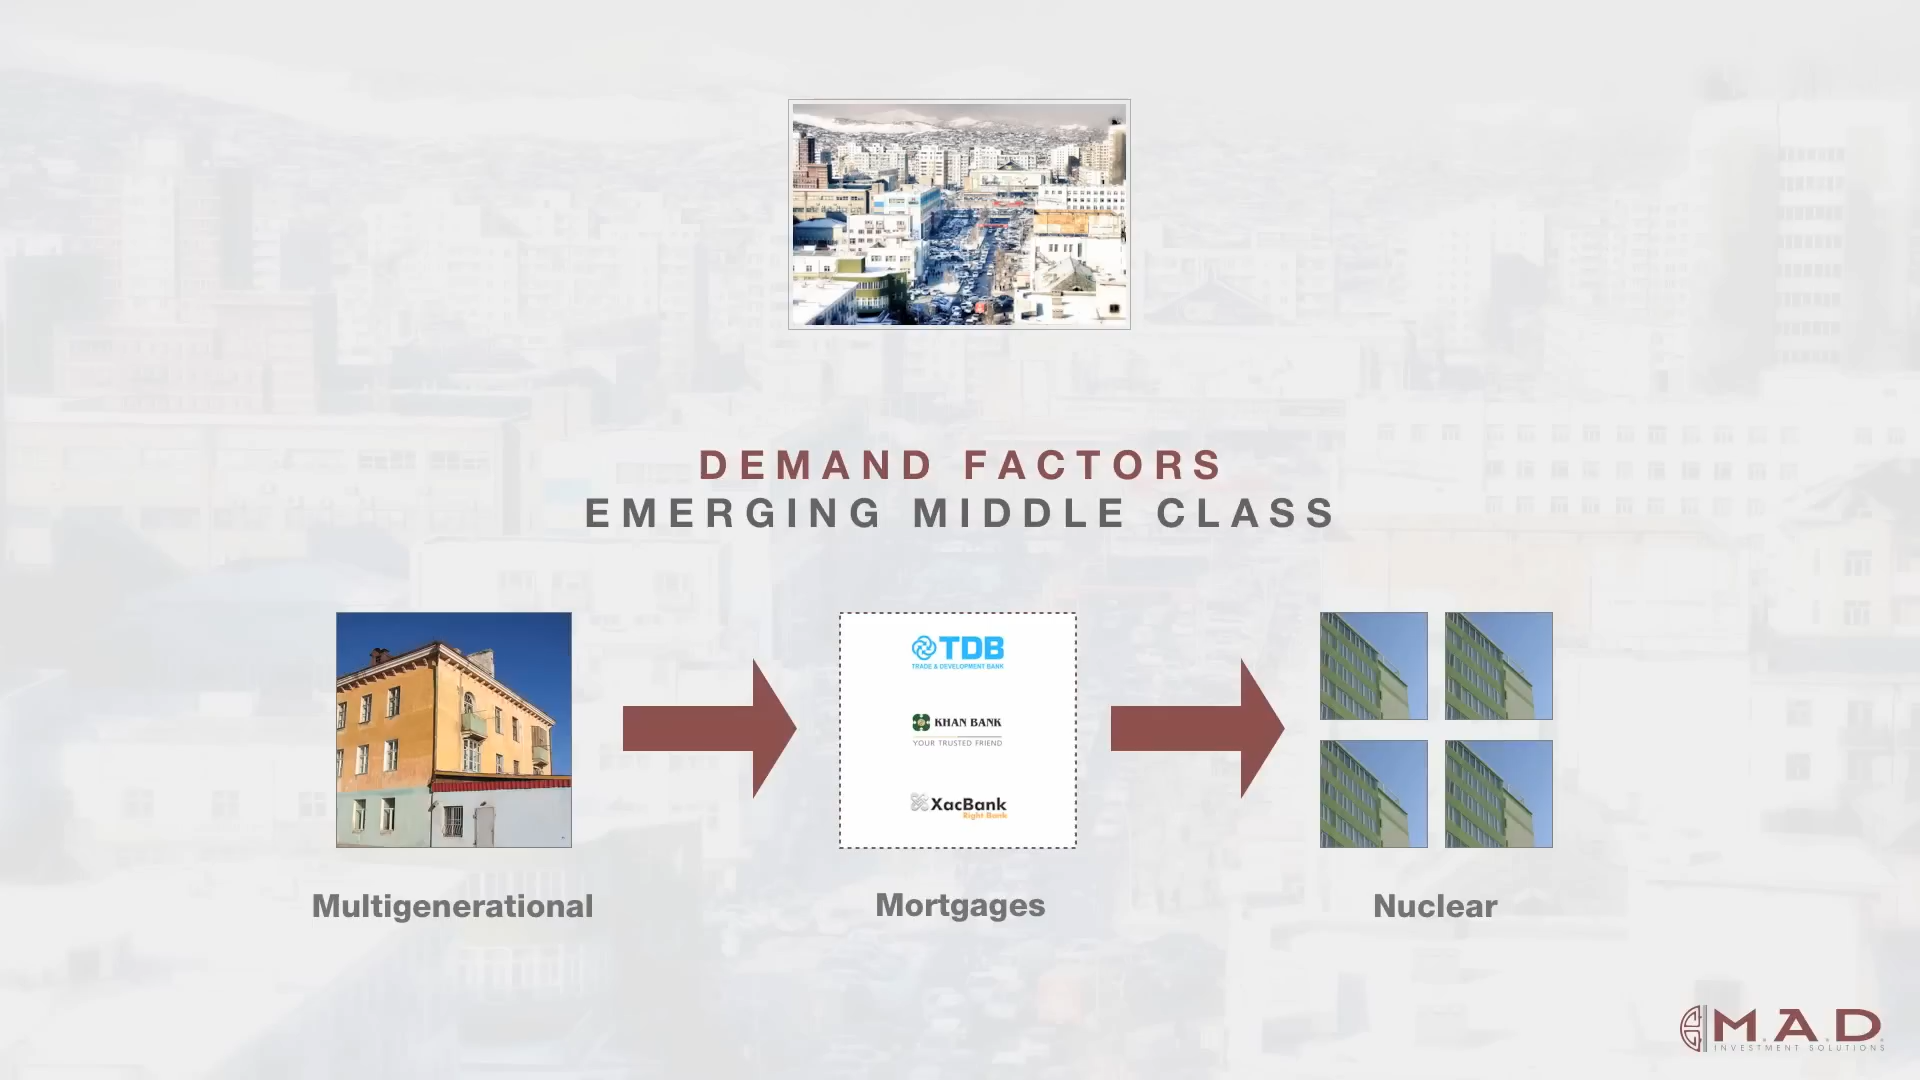 DEMAND FACTORS
EMERGING MIDDLE CLASS
TDB
TRADE & DEVELOPMENT BANK
KHAN BANK
YOUR TRUSTED FRIEND
XacBank
Right Bank
Multigenerational
Mortgages
Nuclear
M.A.D.
INVESTMENT SOLUTIONS